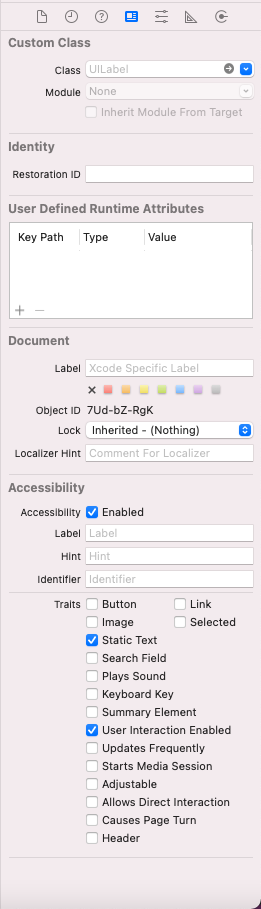 Custom Class
Class UILabel
Module None
Inherit Module From Target
Identity
Restoration ID
User Defined Runtime Attributes
Key Path Type Value
+ −
Document
Label Xcode Specific Label
Object ID 7Ud-bZ-RgK
Lock Inherited - (Nothing)
Localizer Hint Comment For Localizer
Accessibility
Accessibility Enabled
Label Label
Hint Hint
Identifier Identifier
Traits Button Link
Image Selected
Static Text
Search Field
Plays Sound
Keyboard Key
Summary Element
User Interaction Enabled
Updates Frequently
Starts Media Session
Adjustable
Allows Direct Interaction
Causes Page Turn
Header